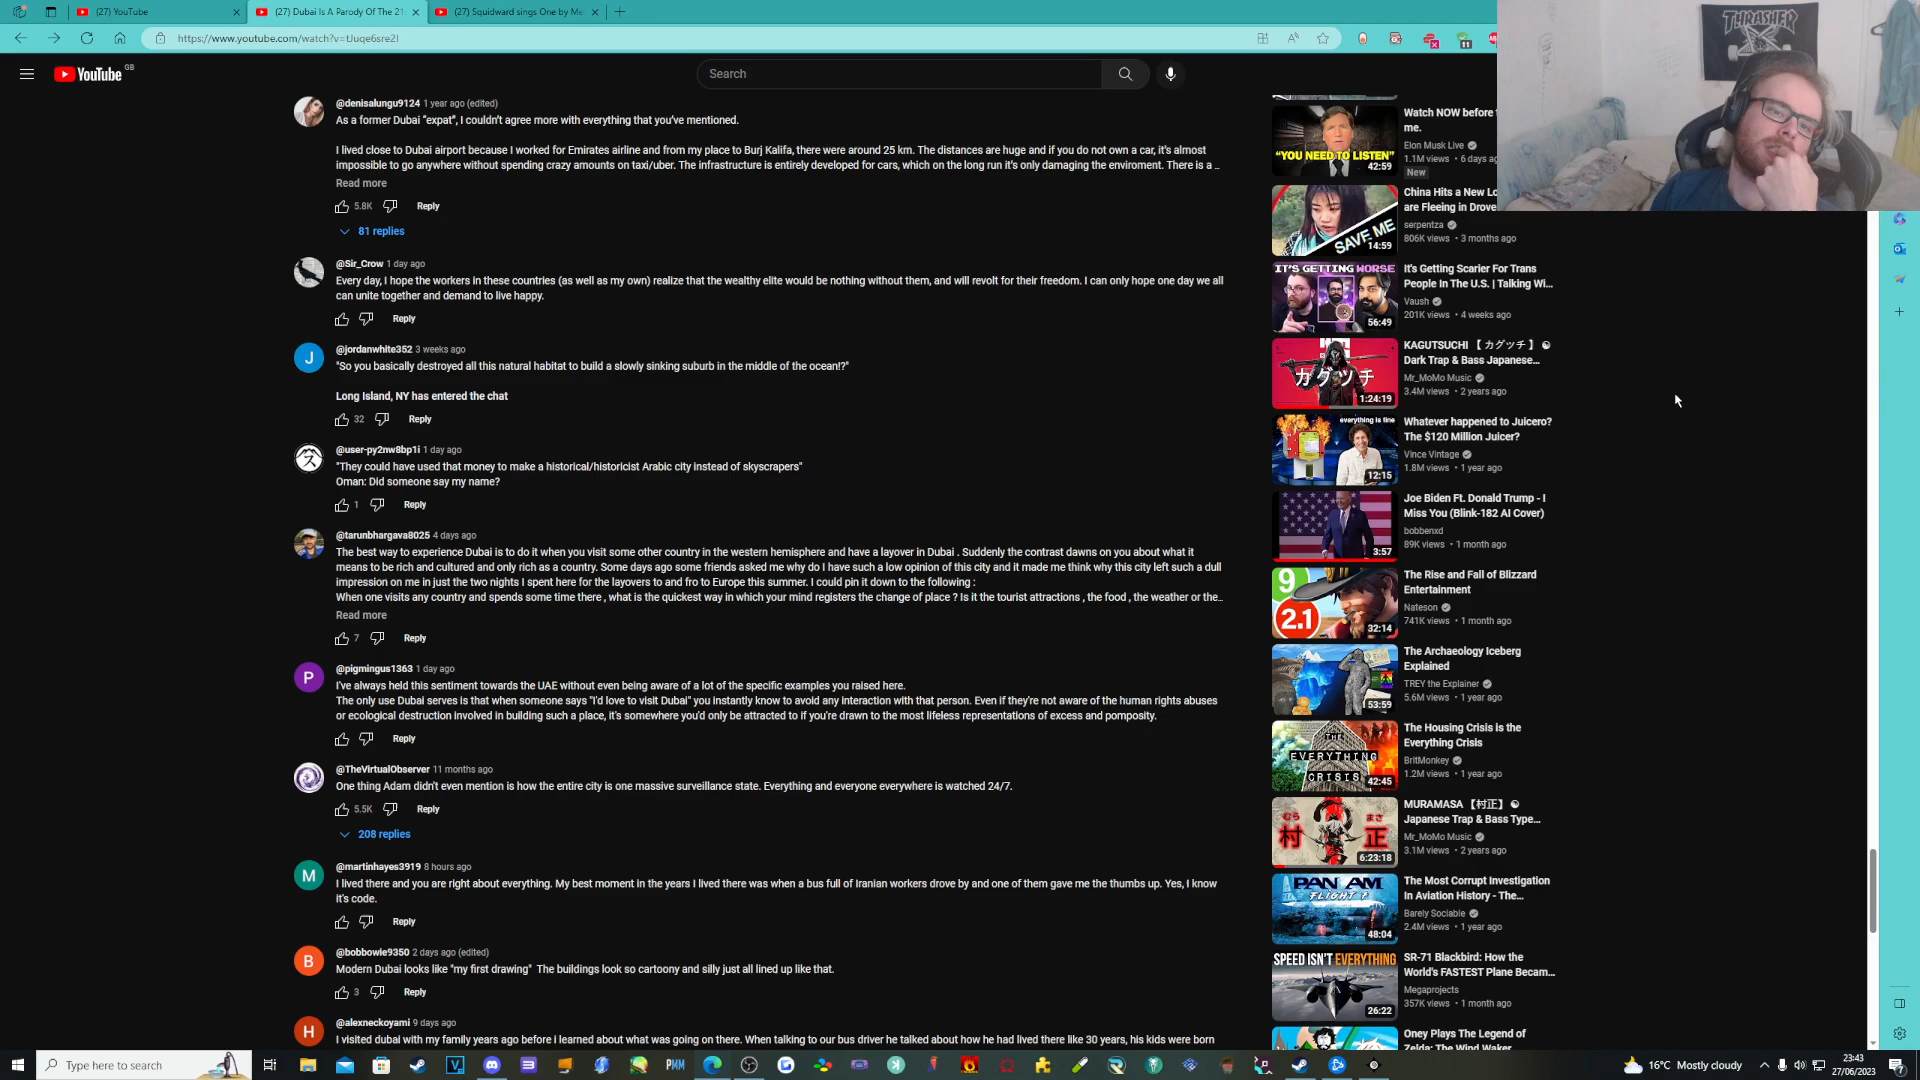 (27) YouTube
(27) Dubai Is A Parody Of The 21
(27) Squidward sings One by Me
https://www.youtube.com/watch?v=tJuqe6sre2I
11
YouTube
GB
Search
THRASHER
@denisalungu9124 1 year ago (edited)
As a former Dubai “expat”, I couldn’t agree more with everything that you’ve mentioned.
I lived close to Dubai airport because I worked for Emirates airline and from my place to Burj Kalifa, there were around 25 km. The distances are huge and if you do not own a car, it's almost
impossible to go anywhere without spending crazy amounts on taxi/uber. The infrastructure is entirely developed for cars, which on the long run it's only damaging the enviroment. There is a ...
Read more
5.8K Reply
81 replies
@Sir_Crow 1 day ago
Every day, I hope the workers in these countries (as well as my own) realize that the wealthy elite would be nothing without them, and will revolt for their freedom. I can only hope one day we all
can unite together and demand to live happy.
Reply
J
@jordanwhite352 3 weeks ago
"So you basically destroyed all this natural habitat to build a slowly sinking suburb in the middle of the ocean!?"
Long Island, NY has entered the chat
32 Reply
@user-py2nw8bp1i 1 day ago
"They could have used that money to make a historical/historicist Arabic city instead of skyscrapers"
Oman: Did someone say my name?
1 Reply
@tarunbhargava8025 4 days ago
The best way to experience Dubai is to do it when you visit some other country in the western hemisphere and have a layover in Dubai . Suddenly the contrast dawns on you about what it
means to be rich and cultured and only rich as a country. Some days ago some friends asked me why do I have such a low opinion of this city and it made me think why this city left such a dull
impression on me in just the two nights I spent here for the layovers to and fro to Europe this summer. I could pin it down to the following :
When one visits any country and spends some time there , what is the quickest way in which your mind registers the change of place ? Is it the tourist attractions , the food , the weather or the...
Read more
7 Reply
P
@pigmingus1363 1 day ago
I've always held this sentiment towards the UAE without even being aware of a lot of the specific examples you raised here.
The only use Dubai serves is that when someone says "I'd love to visit Dubai" you instantly know to avoid any interaction with that person. Even if they're not aware of the human rights abuses
or ecological destruction involved in building such a place, it's somewhere you'd only be attracted to if you're drawn to the most lifeless representations of excess and pomposity.
Reply
@TheVirtualObserver 11 months ago
One thing Adam didn't even mention is how the entire city is one massive surveillance state. Everything and everyone everywhere is watched 24/7.
5.5K Reply
208 replies
M
@martinhayes3919 8 hours ago
I lived there and you are right about everything. My best moment in the years I lived there was when a bus full of Iranian workers drove by and one of them gave me the thumbs up. Yes, I know
it's code.
Reply
B
@bobbowie9350 2 days ago (edited)
Modern Dubai looks like "my first drawing" The buildings look so cartoony and silly just all lined up like that.
3 Reply
H
@alexneckoyami 9 days ago
I visited dubai with my family years ago before i learned about what was going on there. When talking to our bus driver he talked about how he had lived there like 30 years, his kids were born
"YOU NEED TO LISTEN"
42:59
Watch NOW before
me.
Elon Musk Live
1.1M views • 6 days
New
SAVE ME
14:59
China Hits a New Lo
are Fleeing in Drove
serpentza
806K views • 3 months ago
IT'S GETTING WORSE
56:49
It's Getting Scarier For Trans
People In The U.S. | Talking Wi...
Vaush
201K views • 4 weeks ago
カグツチ
1:24:19
KAGUTSUCHI 【 カグツチ 】 ☯
Dark Trap & Bass Japanese...
Mr_MoMo Music
3.4M views • 2 years ago
everything is fine
12:15
Whatever happened to Juicero?
The $120 Million Juicer?
Vince Vintage
1.8M views • 1 year ago
3:57
Joe Biden Ft. Donald Trump - I
Miss You (Blink-182 AI Cover)
bobbenxd
89K views • 1 month ago
9
2.1
32:14
The Rise and Fall of Blizzard
Entertainment
Nateson
741K views • 1 month ago
53:59
The Archaeology Iceberg
Explained
TREY the Explainer
5.6M views • 1 year ago
THE
EVERYTHING
CRISIS
42:45
The Housing Crisis is the
Everything Crisis
BritMonkey
1.2M views • 1 year ago
むら
まさ
村 正
6:23:18
MURAMASA 【村正】 ☯
Japanese Trap & Bass Type...
Mr_MoMo Music
3.1M views • 2 years ago
PAN AM
FLIGHT 7
48:04
The Most Corrupt Investigation
In Aviation History - The...
Barely Sociable
2.4M views • 1 year ago
SPEED ISN'T EVERYTHING
26:22
SR-71 Blackbird: How the
World's FASTEST Plane Becam...
Megaprojects
357K views • 1 month ago
Oney Plays The Legend of
Zelda: The Wind Waker
Type here to search
PMM
16°C Mostly cloudy
23:43
27/06/2023